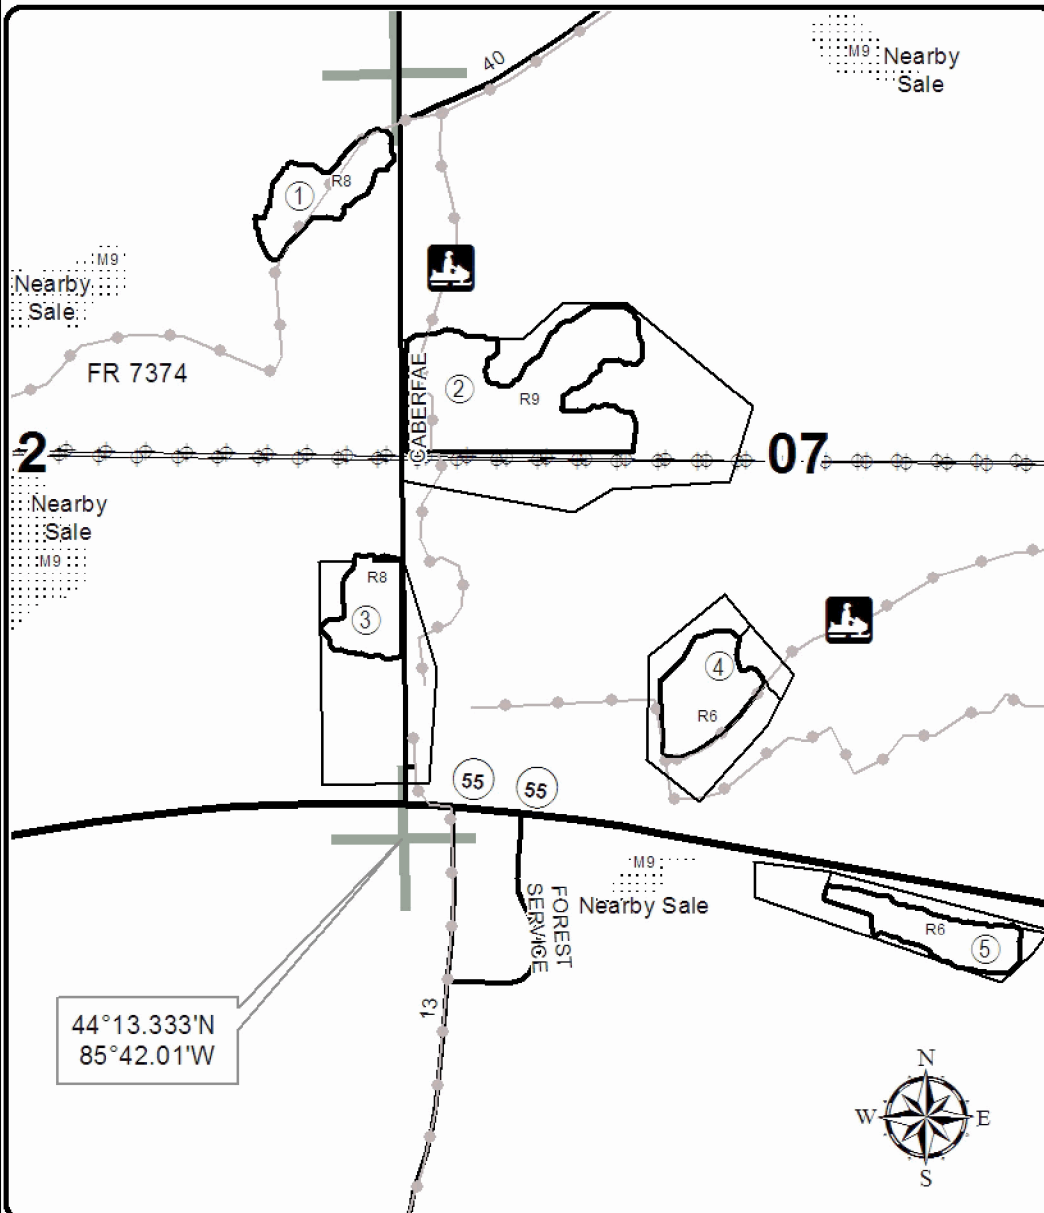 40
M9
Nearby
Sale
1
R8
M9
Nearby
Sale
FR 7374
CABERFAE
2
R9
2
07
Nearby
Sale
M9
R8
3
4
R6
55
55
M9
Nearby Sale
FOREST
SERVICE
R6
5
13
44°13.333'N
85°42.01'W
N
W
E
S